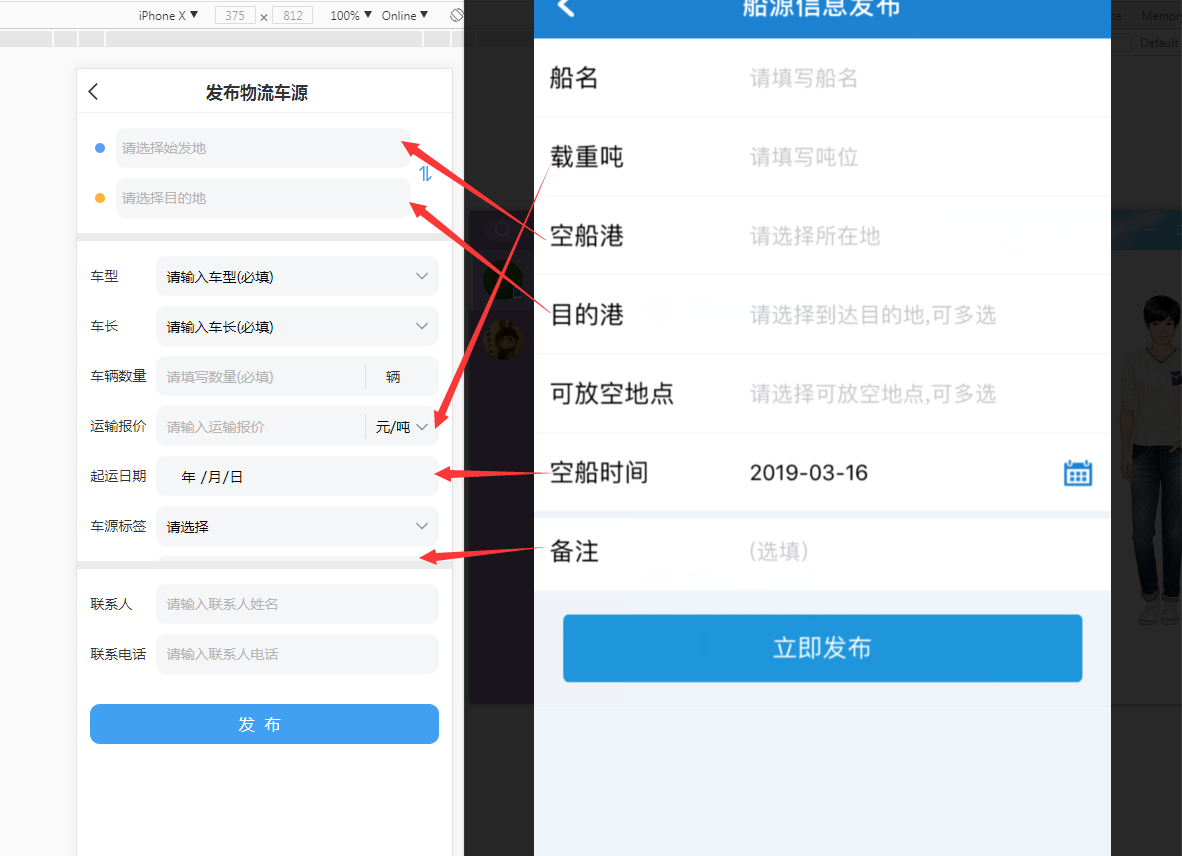 iPhone X ▼ 375 × 812 100% ▼ Online ▼
发布物流车源
请选择始发地
请选择目的地
车型 请输入车型(必填)
车长 请输入车长(必填)
车辆数量 请填写数量(必填) 辆
运输报价 请输入运输报价 元/吨
起运日期 年 /月/日
车源标签 请选择
联系人 请输入联系人姓名
联系电话 请输入联系人电话
发 布
船源信息发布
船名 请填写船名
载重吨 请填写吨位
空船港 请选择所在地
目的港 请选择到达目的地,可多选
可放空地点 请选择可放空地点,可多选
空船时间 2019-03-16
备注 (选填)
立即发布
Default